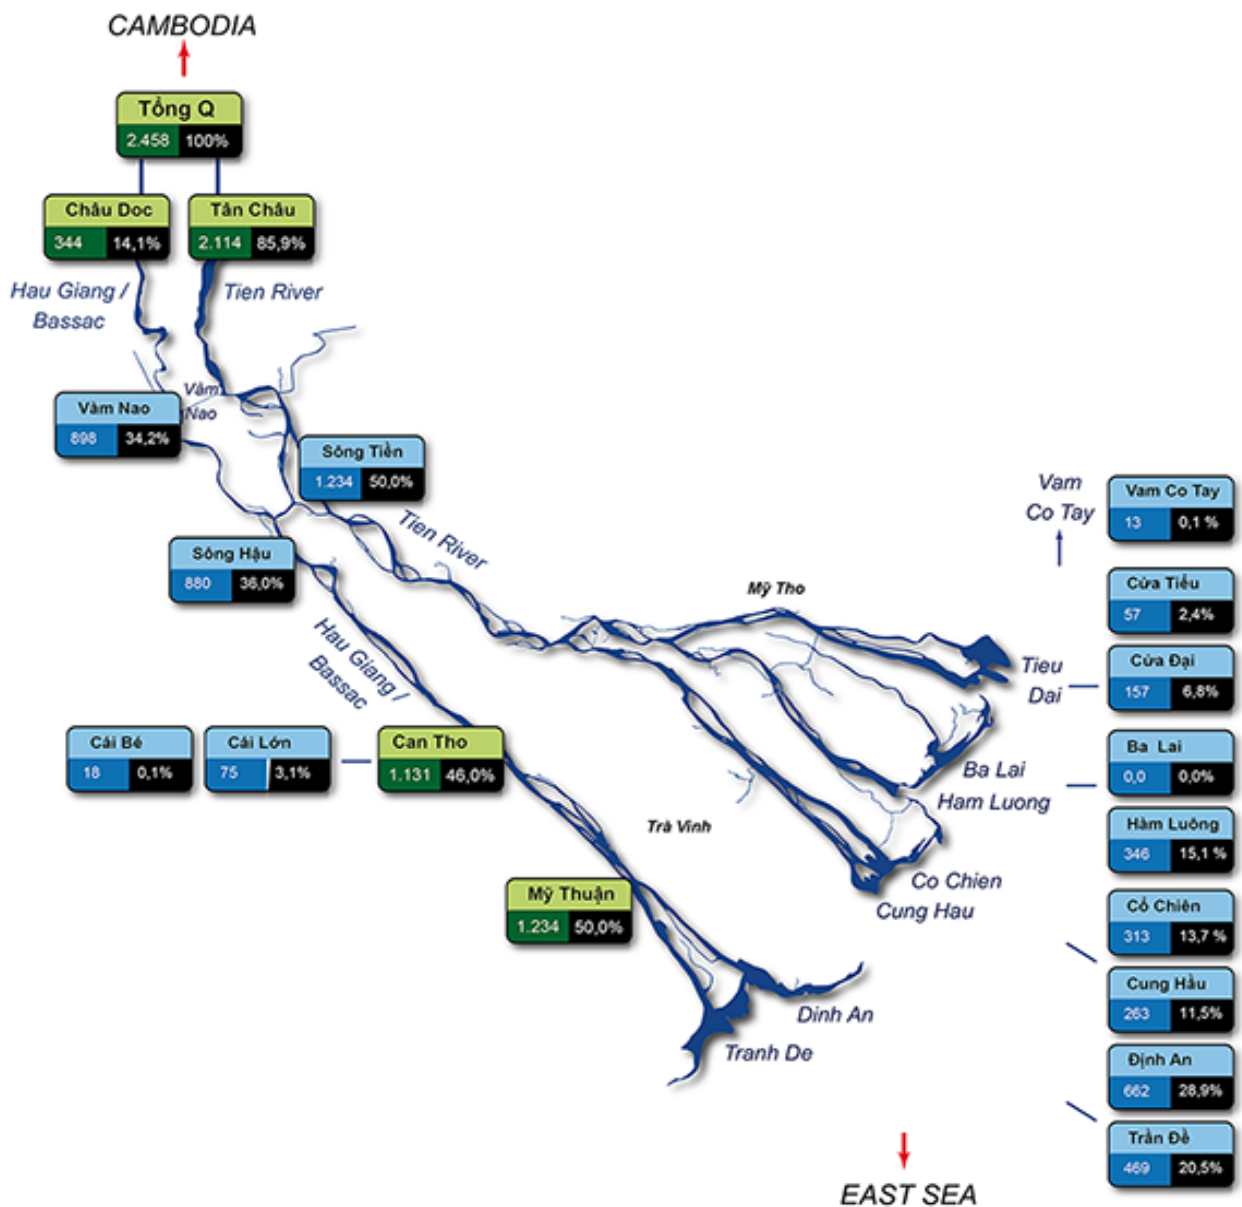 CAMBODIA
Tổng Q
2.458 100%
Châu Doc
344 14,1%
Tân Châu
2.114 85,9%
Hau Giang /
Bassac
Tien River
Vàm Nao
898 34,2%
Vâm
Nao
Sông Tiền
1.234 50,0%
Tien River
Sông Hậu
880 36,0%
Hau Giang /
Bassac
Mỹ Tho
Vam
Co Tay
Vam Co Tay
13 0,1 %
Cửa Tiểu
57 2,4%
Tieu
Dai
Cửa Đại
157 6,8%
Cái Bé
18 0,1%
Cái Lớn
75 3,1%
Can Tho
1.131 46,0%
Ba Lai
Ham Luong
Ba Lai
0,0 0,0%
Trà Vinh
Hàm Luông
346 15,1 %
Co Chien
Cung Hau
Cổ Chiên
313 13,7 %
Mỹ Thuận
1.234 50,0%
Cung Hầu
263 11,5%
Dinh An
Tranh De
Định An
662 28,9%
Trần Đề
469 20,5%
EAST SEA